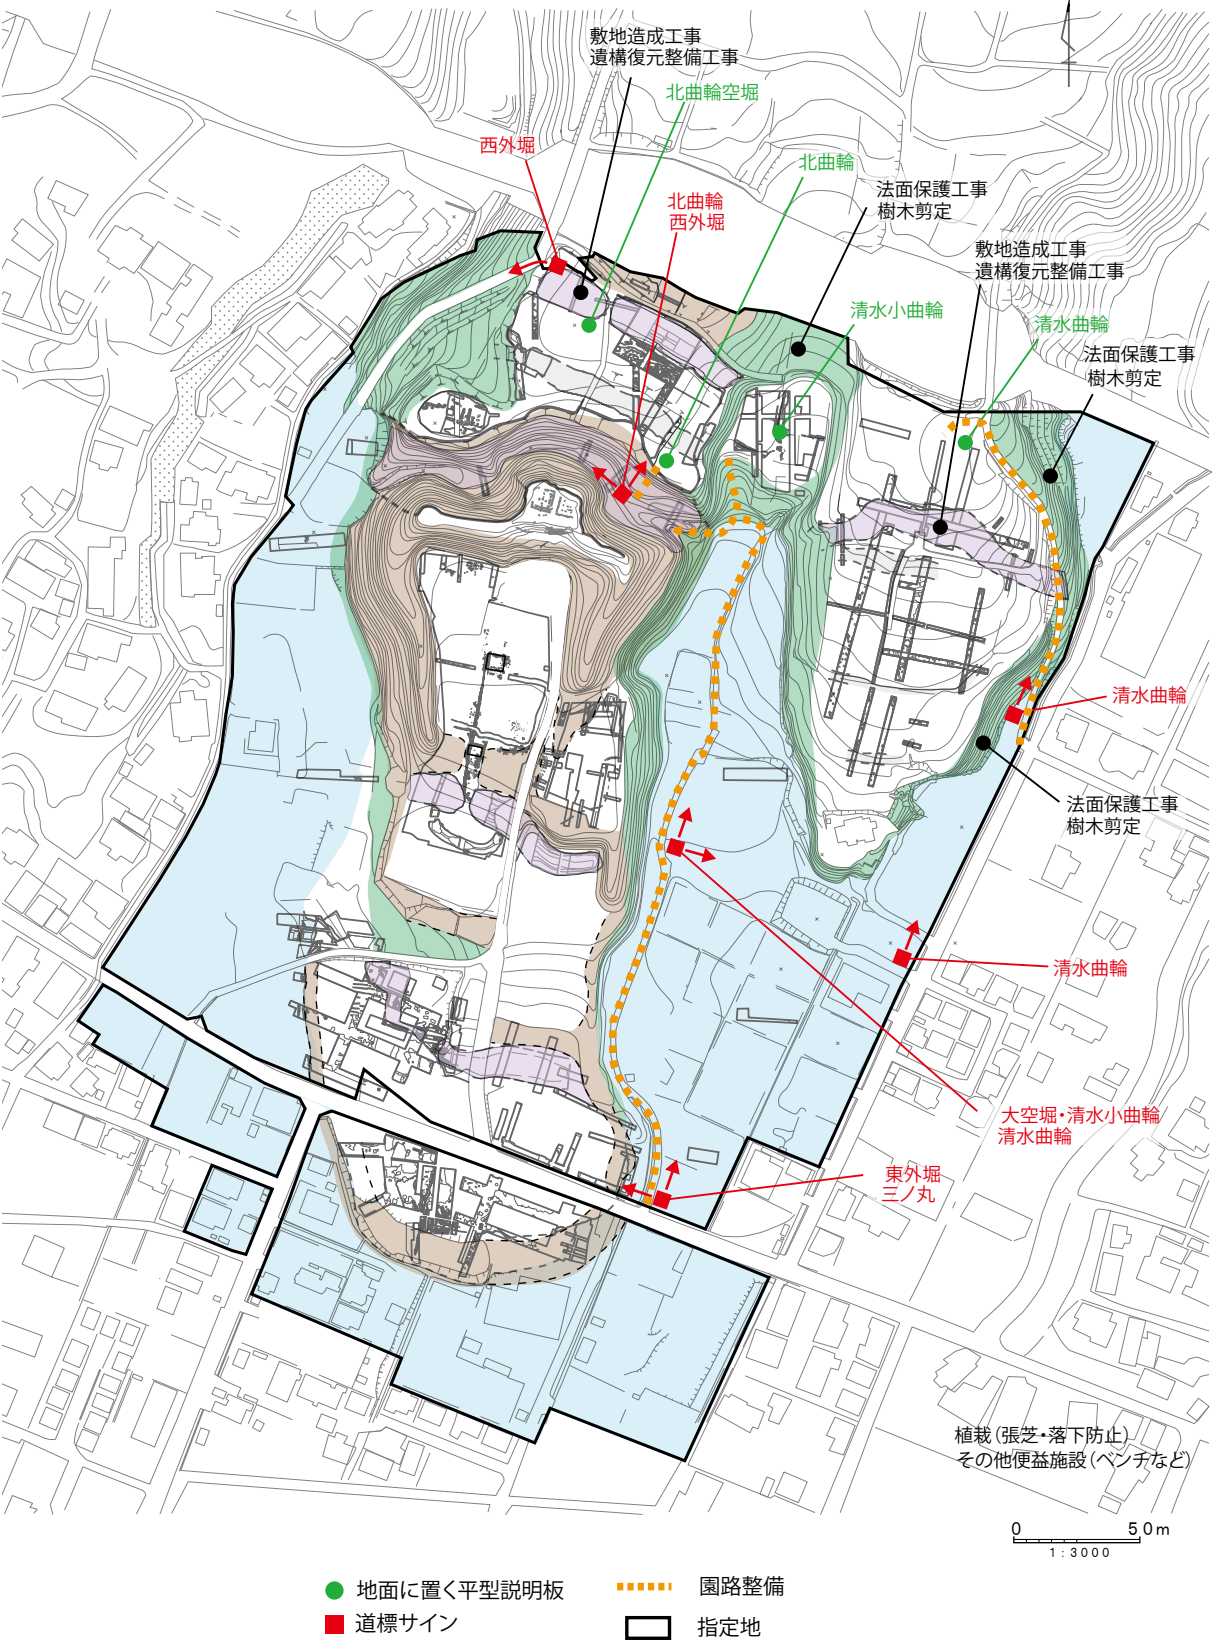 敷地造成工事
遺構復元整備工事
北曲輪空堀
西外堀
北曲輪
法面保護工事
樹木剪定
北曲輪
西外堀
敷地造成工事
遺構復元整備工事
清水小曲輪
清水曲輪
法面保護工事
樹木剪定
清水曲輪
法面保護工事
樹木剪定
清水曲輪
大空堀・清水小曲輪
清水曲輪
東外堀
三ノ丸
植栽（張芝・落下防止）
その他便益施設（ベンチなど）
0 50m
1:3000
地面に置く平型説明板
園路整備
道標サイン
指定地